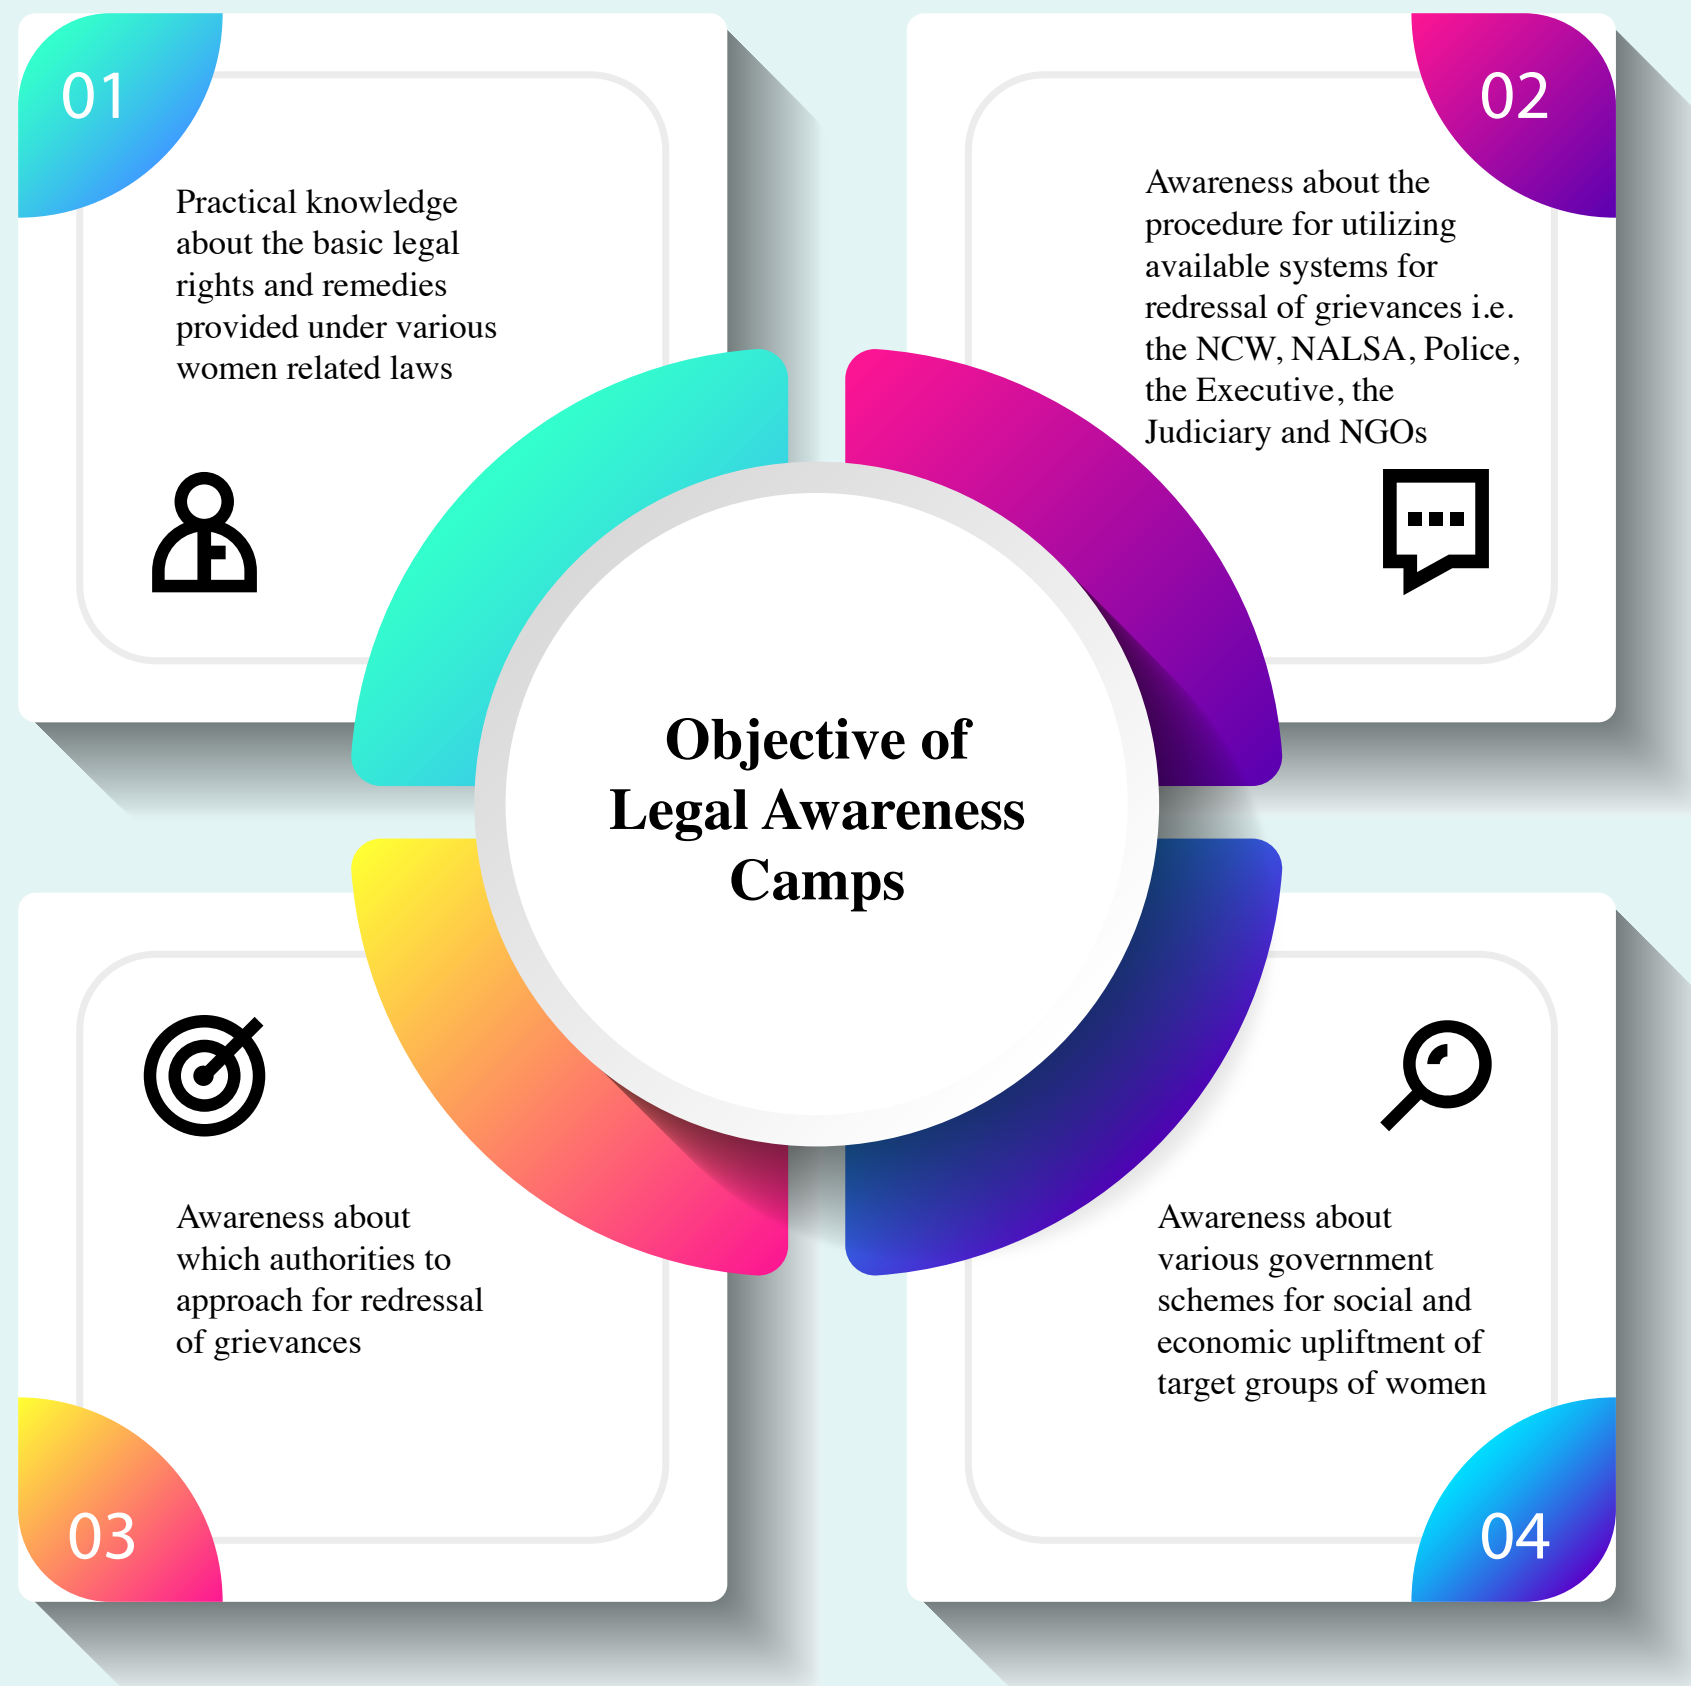 01
Practical knowledge
about the basic legal
rights and remedies
provided under various
women related laws
02
Awareness about the
procedure for utilizing
available systems for
redressal of grievances i.e.
the NCW, NALSA, Police,
the Executive, the
Judiciary and NGOs
Objective of
Legal Awareness
Camps
Awareness about
which authorities to
approach for redressal
of grievances
03
Awareness about
various government
schemes for social and
economic upliftment of
target groups of women
04